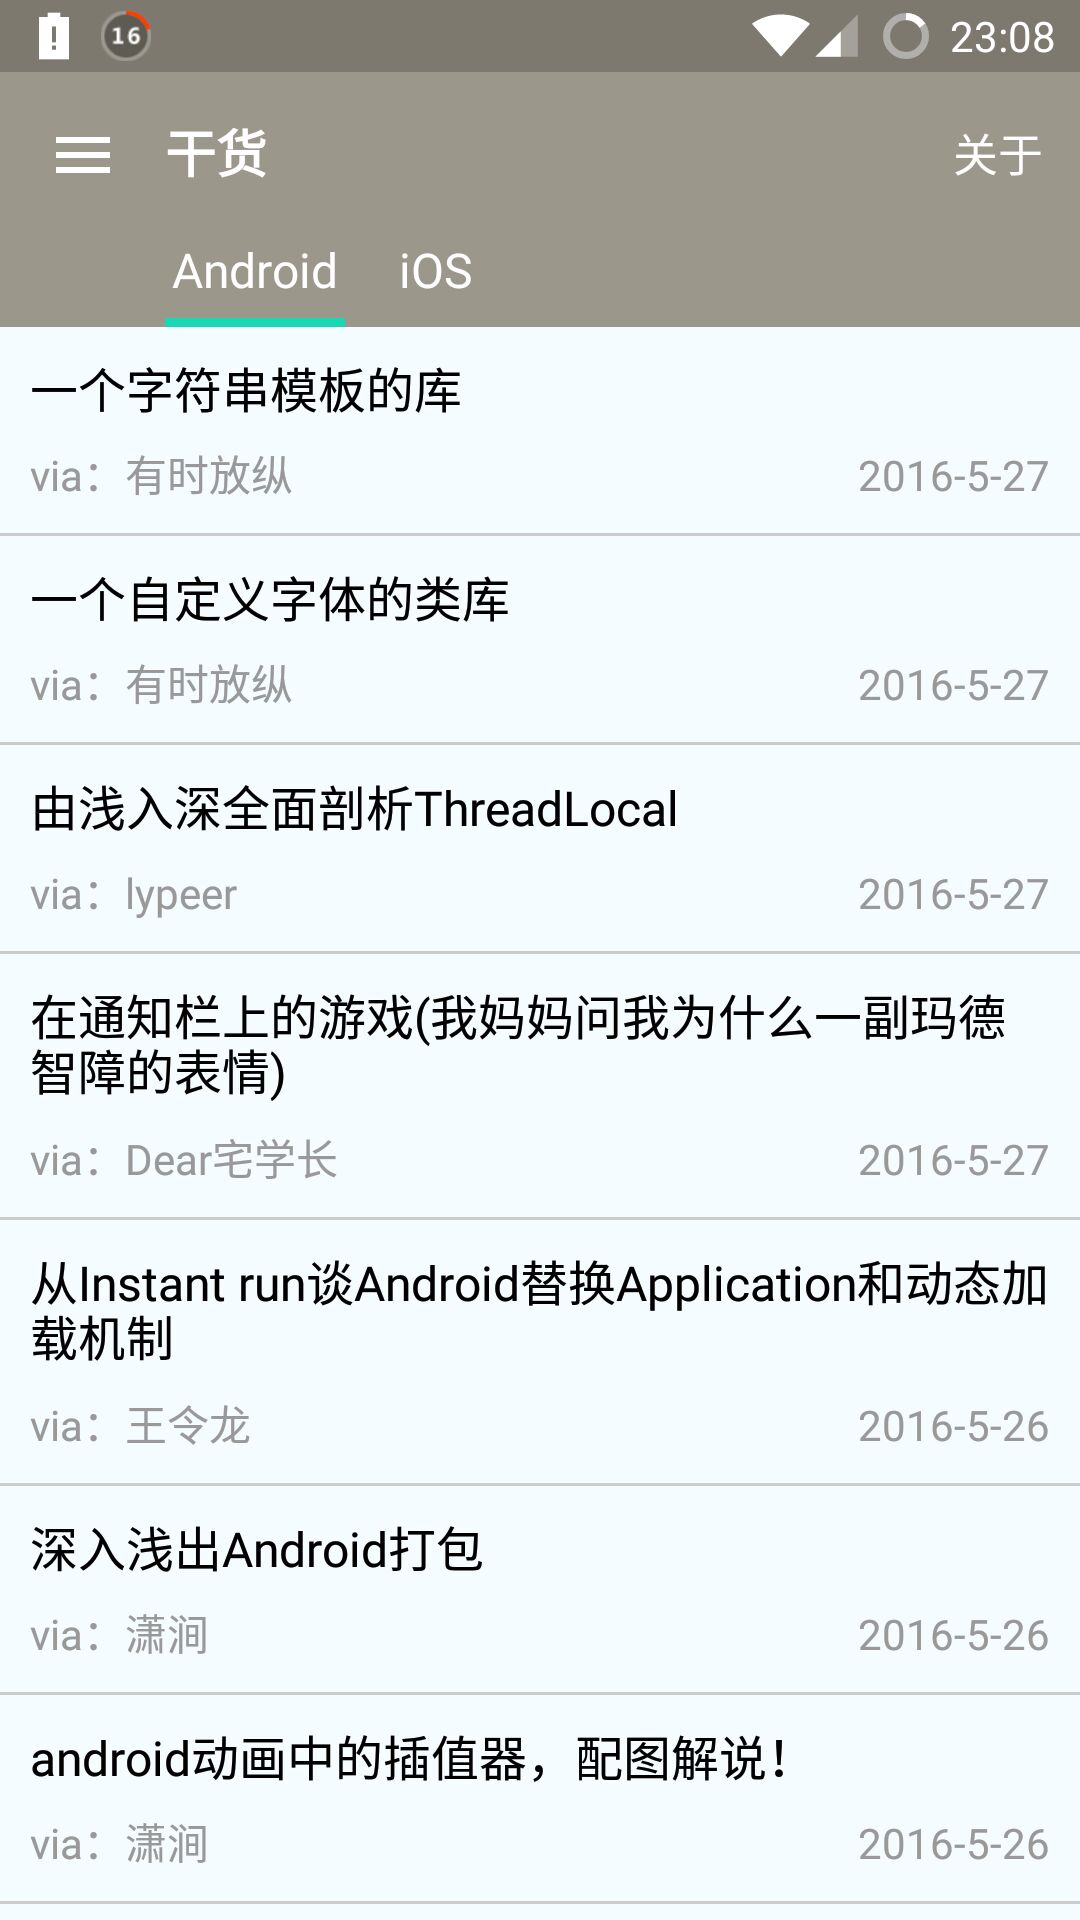 16
23:08
干货
关于
Android iOS
一个字符串模板的库
via：有时放纵 2016-5-27
一个自定义字体的类库
via：有时放纵 2016-5-27
由浅入深全面剖析ThreadLocal
via：lypeer 2016-5-27
在通知栏上的游戏(我妈妈问我为什么一副玛德
智障的表情)
via：Dear宅学长 2016-5-27
从Instant run谈Android替换Application和动态加
载机制
via：王令龙 2016-5-26
深入浅出Android打包
via：潇涧 2016-5-26
android动画中的插值器，配图解说！
via：潇涧 2016-5-26